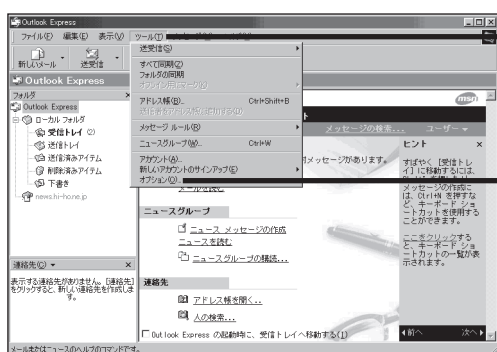 Outlook Express
ファイル(F) 編集(E) 表示(V) ツール(T)
新しいメール 送受信
送受信(S)
すべて同期(Z)
フォルダの同期
アドレス帳(B)... Ctrl+Shift+B
メッセージ ルール(R)
ニュースグループ(W)... Ctrl+W
アカウント(A)...
新しいアカウントのサインアップ(E)
オプション(O)...
Outlook Express
フォルダ ×
Outlook Express
ローカル フォルダ
受信トレイ (2)
送信トレイ
送信済みアイテム
削除済みアイテム
下書き
news.hi-ho.ne.jp
msn
メッセージの検索... ユーザー
メッセージがあります。
メールを読む
ニュースグループ
ニュース メッセージの作成
ニュースを読む
ニュースグループの購読...
連絡先
アドレス帳を開く...
人の検索...
Outlook Express の起動時に、受信トレイへ移動する(I)
ヒント ×
すばやく [受信トレ
イ] に移動するには、
メッセージの作成に
は、Ctrl+N を押すな
ど、キーボード ショ
ートカットを使用する
ことができます。
ここをクリックする
と、キーボード ショ
ートカットの一覧が表
示されます。
前へ 次へ
連絡先(C) ×
表示する連絡先がありません。[連絡先]
をクリックすると、新しい連絡先を作成しま
す。
メールまたはニュースのヘルプのコマンドです。